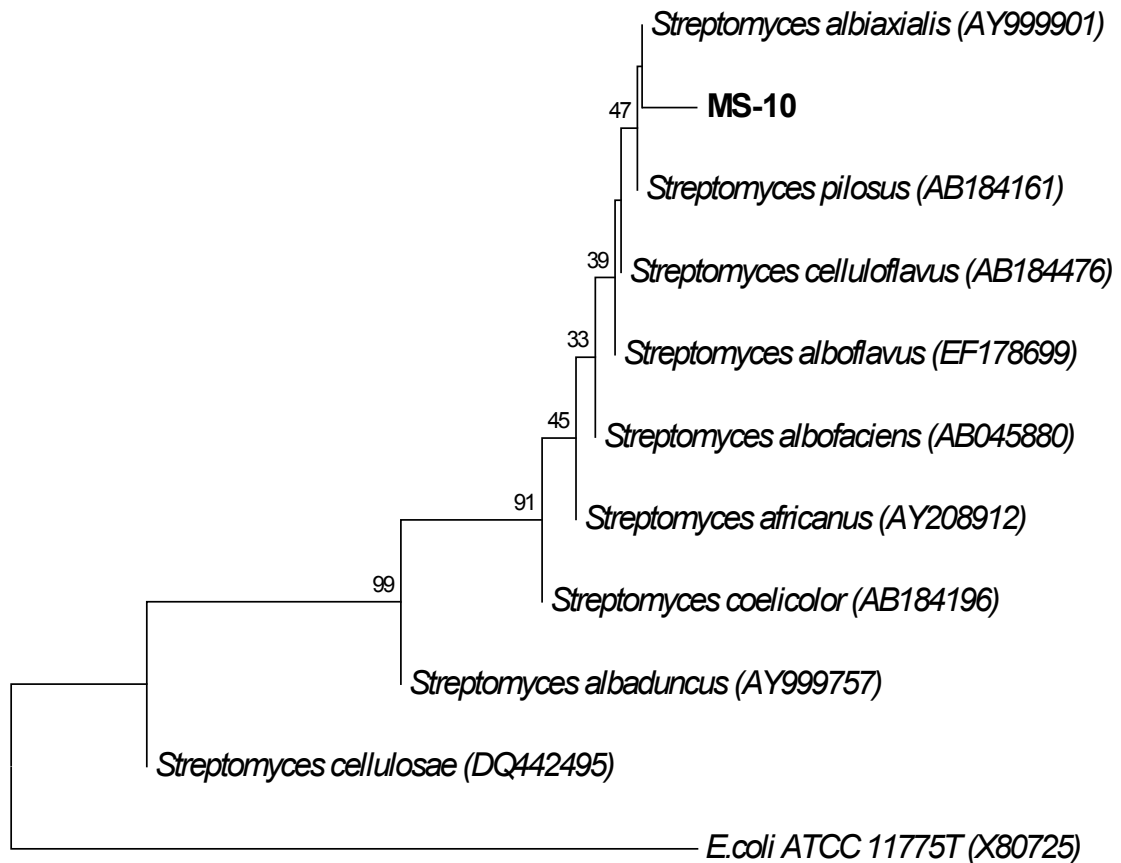 Streptomyces albiaxialis (AY999901)
MS-10
47
Streptomyces pilosus (AB184161)
39
Streptomyces celluloflavus (AB184476)
33
Streptomyces alboflavus (EF178699)
45
Streptomyces albofaciens (AB045880)
91
Streptomyces africanus (AY208912)
99
Streptomyces coelicolor (AB184196)
Streptomyces albaduncus (AY999757)
Streptomyces cellulosae (DQ442495)
E.coli ATCC 11775T (X80725)